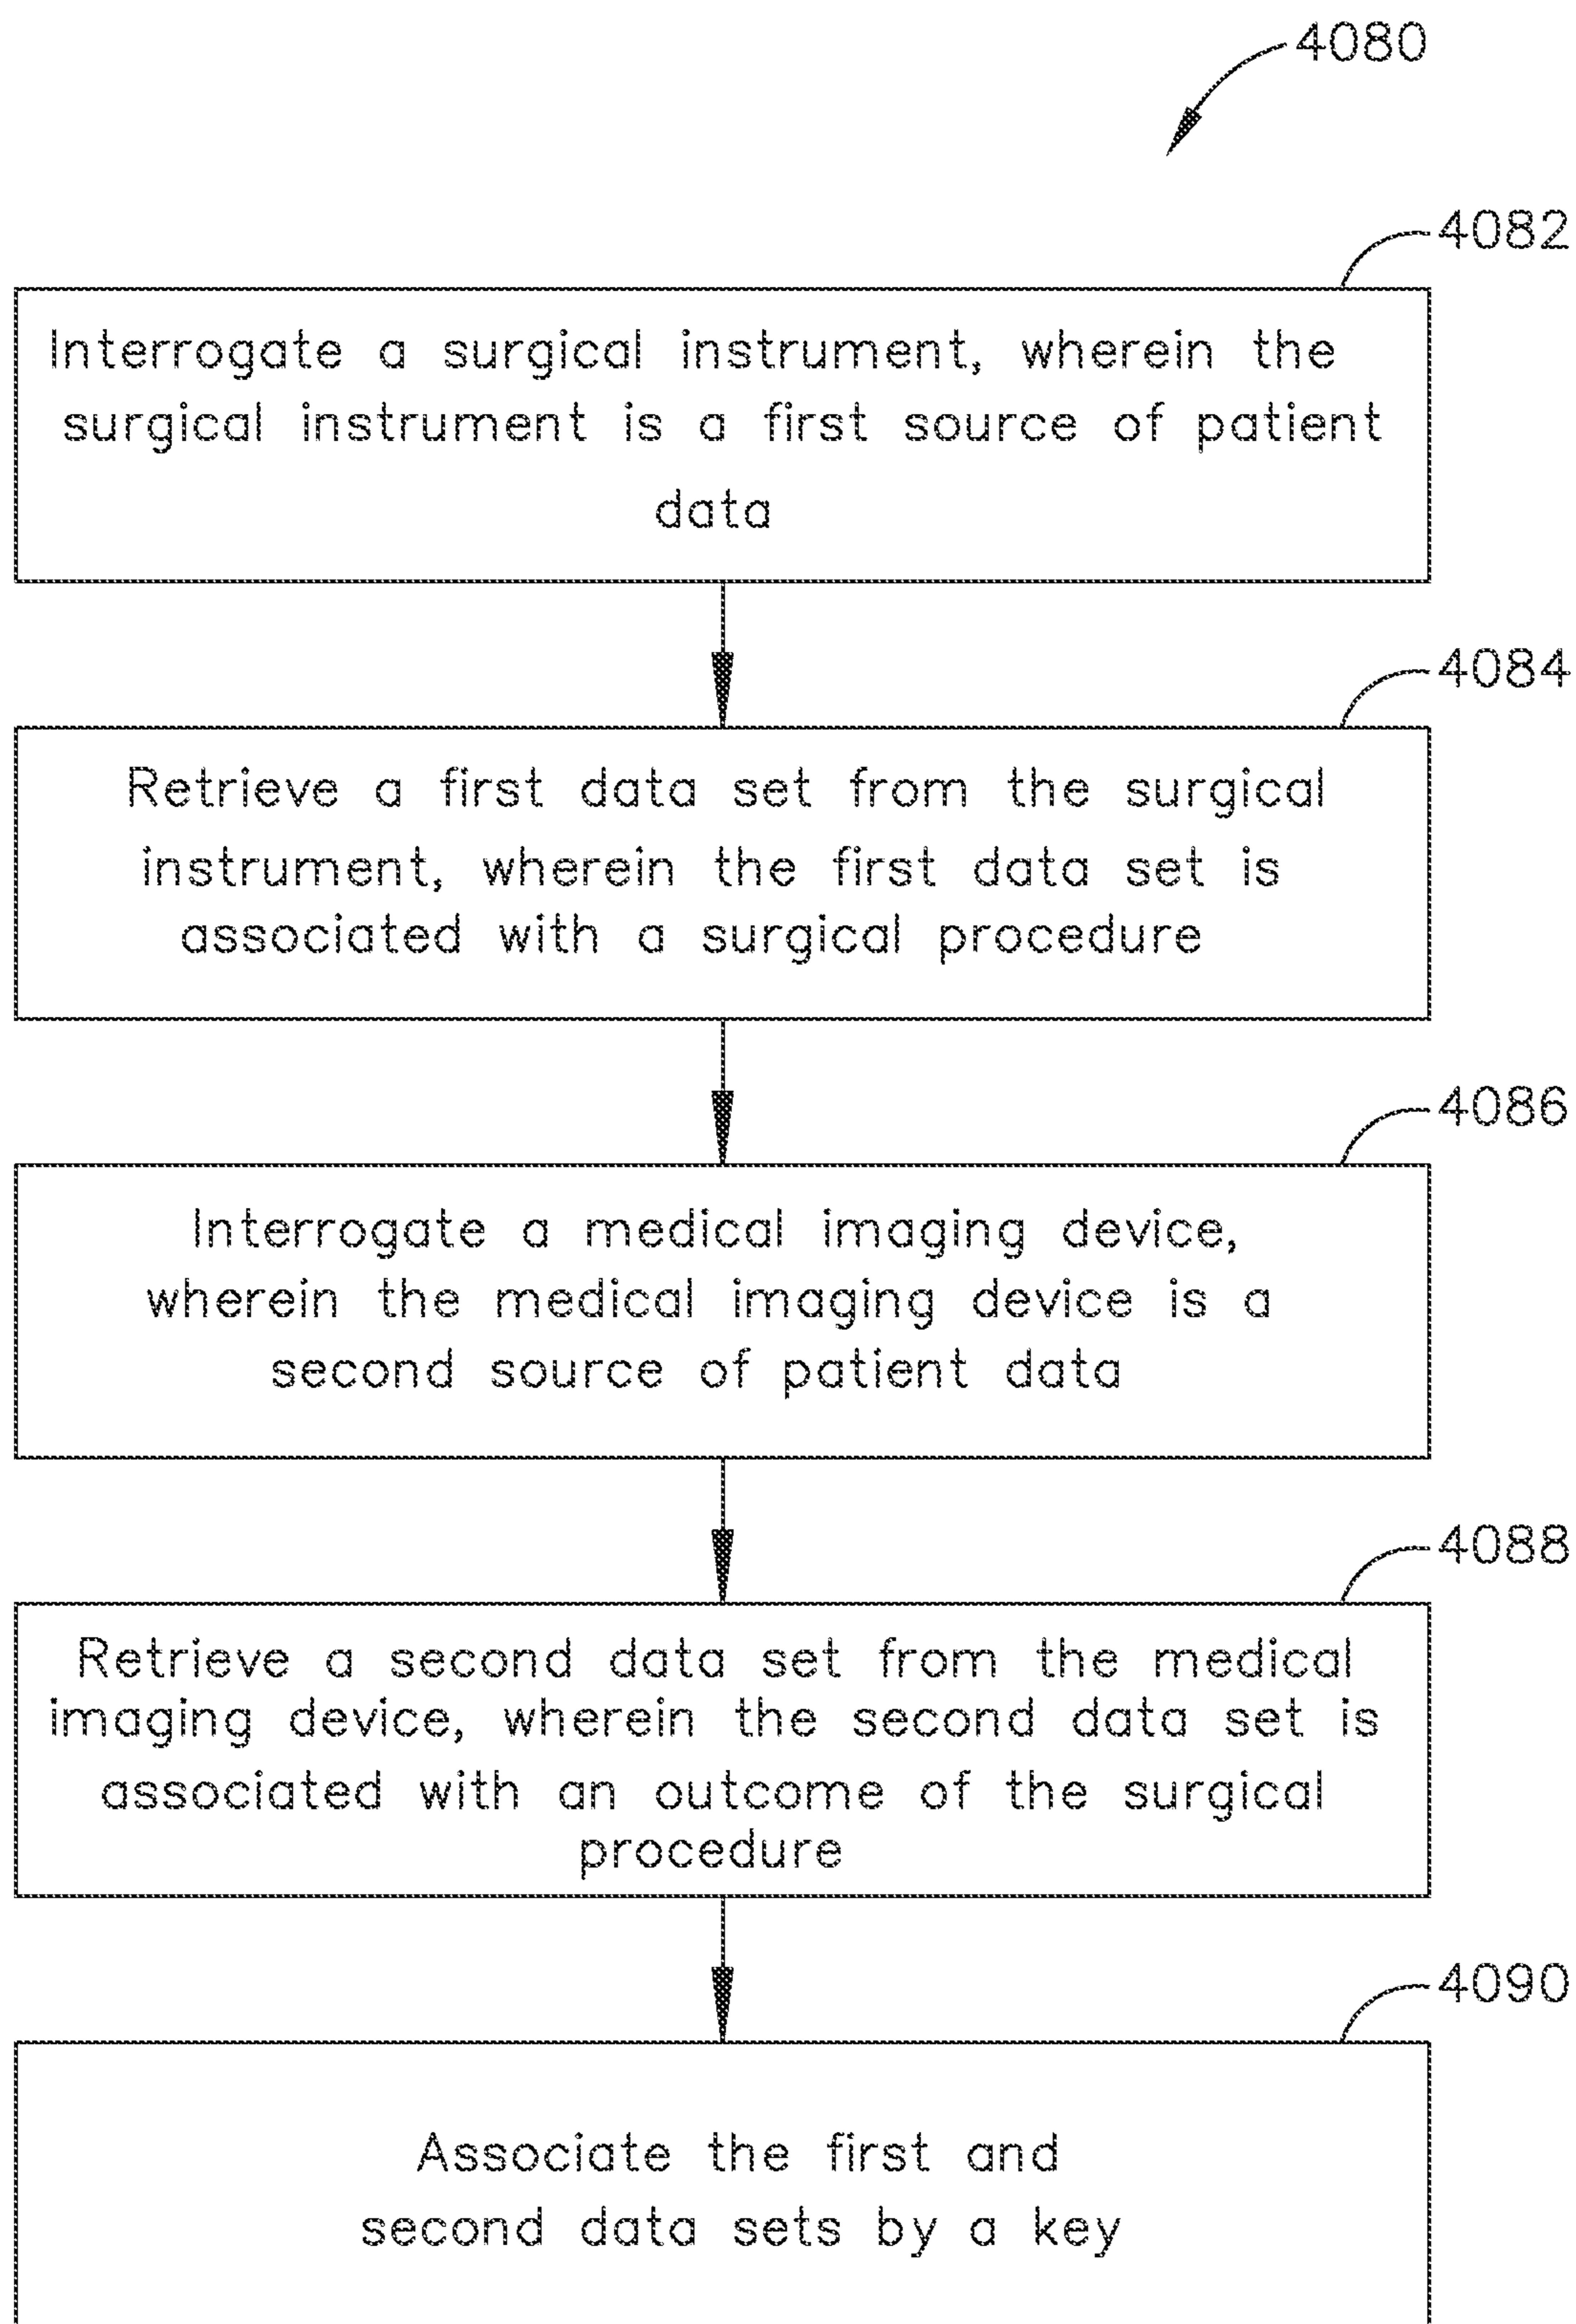 4080
4082
Interrogate a surgical instrument, wherein the
surgical instrument is a first source of patient
data
4084
Retrieve a first data set from the surgical
instrument, wherein the first data set is
associated with a surgical procedure
4086
Interrogate a medical imaging device,
wherein the medical imaging device is a
second source of patient data
4088
Retrieve a second data set from the medical
imaging device, wherein the second data set is
associated with an outcome of the surgical
procedure
4090
Associate the first and
second data sets by a key